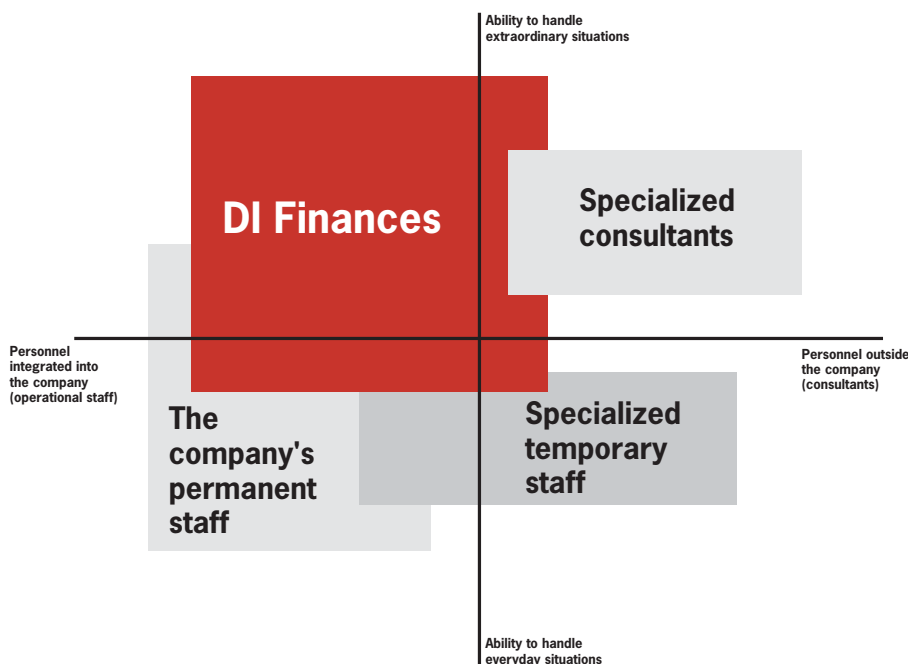 Ability to handle
extraordinary situations
DI Finances
Specialized
consultants
Personnel
integrated into
the company
(operational staff)
Personnel outside
the company
(consultants)
The
company's
permanent
staff
Specialized
temporary
staff
Ability to handle
everyday situations